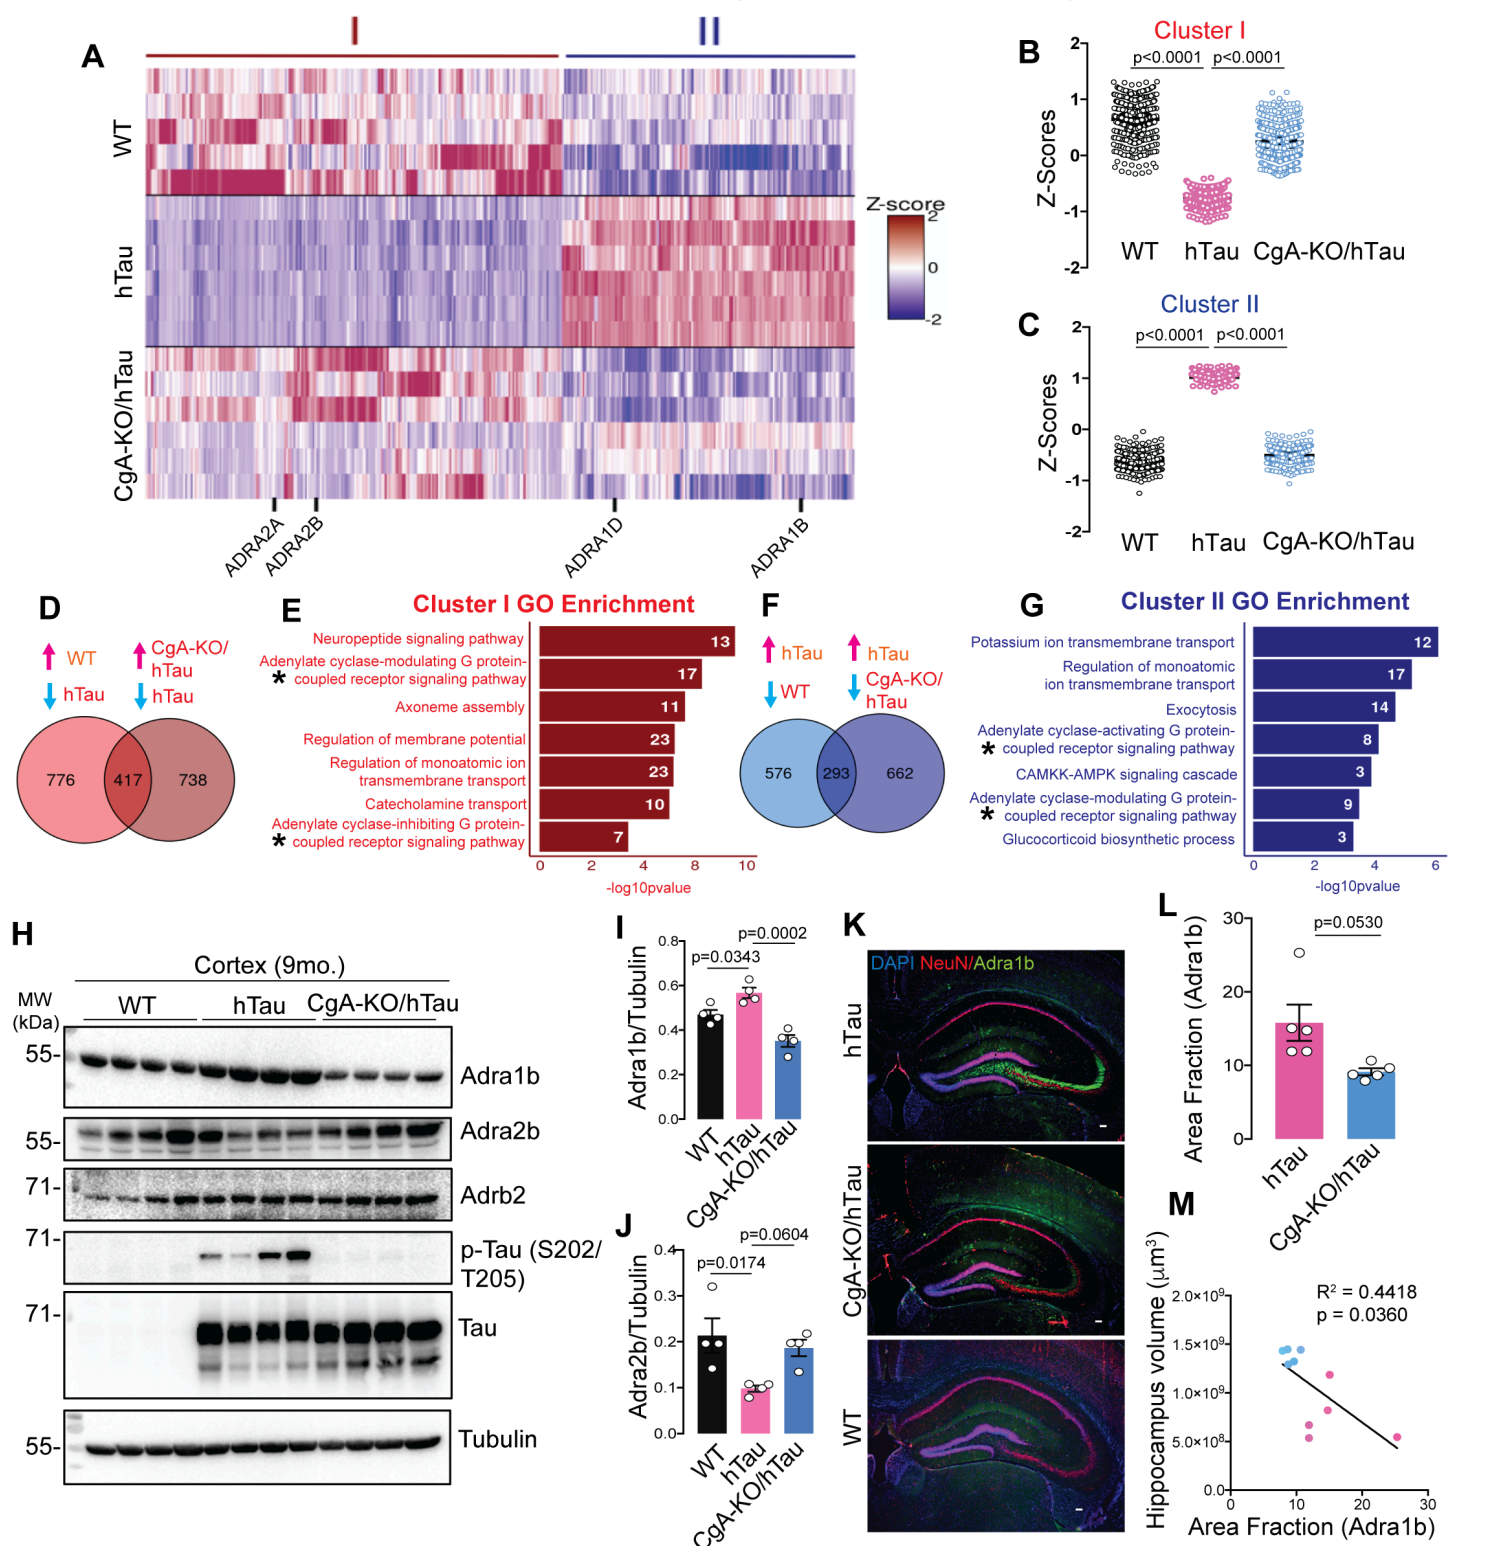 A
I
II
WT
hTau
CgA-KO/hTau
Z-score
2
0
-2
ADRA2A
ADRA2B
ADRA1D
ADRA1B
B
Cluster I
p<0.0001
p<0.0001
Z-Scores
2
1
0
-1
-2
WT
hTau
CgA-KO/hTau
C
Cluster II
p<0.0001
p<0.0001
Z-Scores
2
1
0
-1
-2
WT
hTau
CgA-KO/hTau
D
WT
hTau
CgA-KO/
hTau
hTau
776
417
738
E
Cluster I GO Enrichment
Neuropeptide signaling pathway
13
Adenylate cyclase-modulating G protein-
* coupled receptor signaling pathway
17
Axoneme assembly
11
Regulation of membrane potential
23
Regulation of monoatomic ion
transmembrane transport
23
Catecholamine transport
10
Adenylate cyclase-inhibiting G protein-
* coupled receptor signaling pathway
7
0 2 4 6 8 10
-log10pvalue
F
hTau
WT
hTau
CgA-KO/
hTau
576
293
662
G
Cluster II GO Enrichment
Potassium ion transmembrane transport
12
Regulation of monoatomic
ion transmembrane transport
17
Exocytosis
14
Adenylate cyclase-activating G protein-
* coupled receptor signaling pathway
8
CAMKK-AMPK signaling cascade
3
Adenylate cyclase-modulating G protein-
* coupled receptor signaling pathway
9
Glucocorticoid biosynthetic process
3
0 2 4 6
-log10pvalue
H
Cortex (9mo.)
MW
(kDa)
WT
hTau
CgA-KO/hTau
55-
Adra1b
55-
Adra2b
71-
Adrb2
71-
p-Tau (S202/
T205)
71-
Tau
55-
Tubulin
I
Adra1b/Tubulin
0.8
0.6
0.4
0.2
0.0
p=0.0343
p=0.0002
WT
hTau
CgA-KO/hTau
J
Adra2b/Tubulin
0.4
0.3
0.2
0.1
0.0
p=0.0174
p=0.0604
WT
hTau
CgA-KO/hTau
K
DAPI NeuN/Adra1b
hTau
CgA-KO/hTau
WT
L
Area Fraction (Adra1b)
30
20
10
0
p=0.0530
hTau
CgA-KO/hTau
M
Hippocampus volume (μm³)
R² = 0.4418
p = 0.0360
2.0×10⁹
1.5×10⁹
1.0×10⁹
5.0×10⁸
0.0
0 10 20 30
Area Fraction (Adra1b)